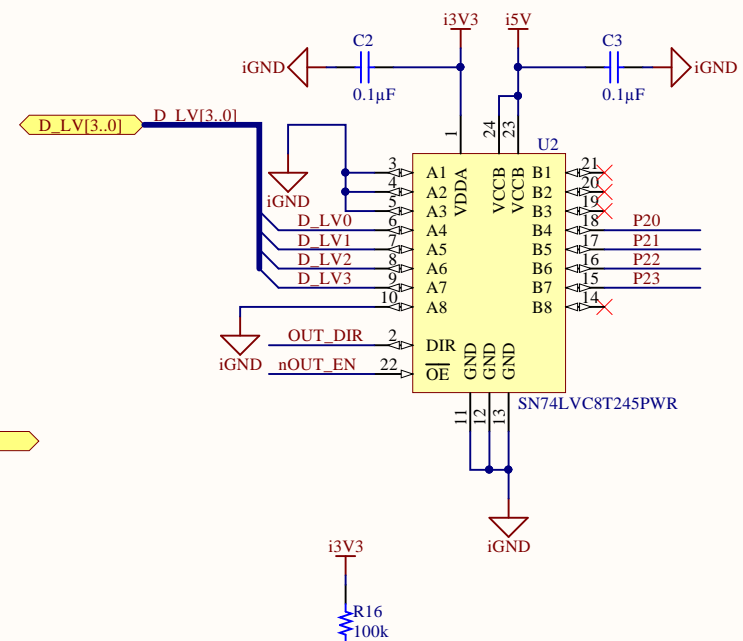 i3V3
i5V
C2
C3
iGND
iGND
0.1µF
0.1µF
D_LV[3..0]
D_LV[3..0]
1
24
23
U2
VDDA
VCCB
VCCB
iGND
3
A1
B1
21
4
A2
B2
20
5
A3
B3
19
D_LV0
6
A4
B4
18
P20
D_LV1
7
A5
B5
17
P21
D_LV2
8
A6
B6
16
P22
D_LV3
9
A7
B7
15
P23
10
A8
B8
14
OUT_DIR
2
DIR
iGND
nOUT_EN
22
OE
GND
GND
GND
SN74LVC8T245PWR
11
12
13
iGND
i3V3
R16
100k